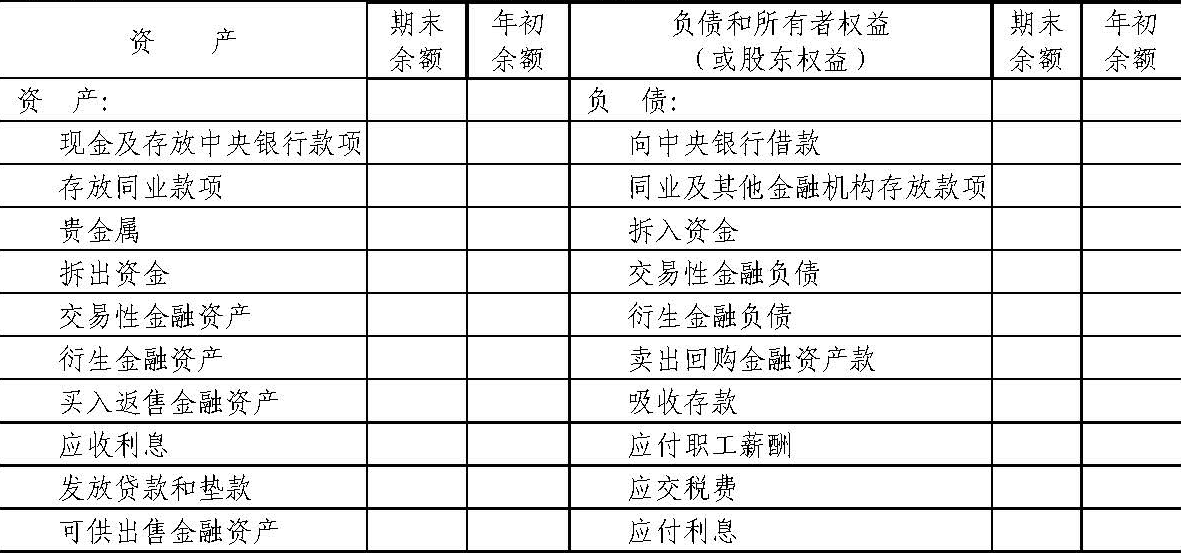 资 产 期末余额 年初余额 负债和所有者权益（或股东权益） 期末余额 年初余额
资 产: 负 债:
现金及存放中央银行款项 向中央银行借款
存放同业款项 同业及其他金融机构存放款项
贵金属 拆入资金
拆出资金 交易性金融负债
交易性金融资产 衍生金融负债
衍生金融资产 卖出回购金融资产款
买入返售金融资产 吸收存款
应收利息 应付职工薪酬
发放贷款和垫款 应交税费
可供出售金融资产 应付利息